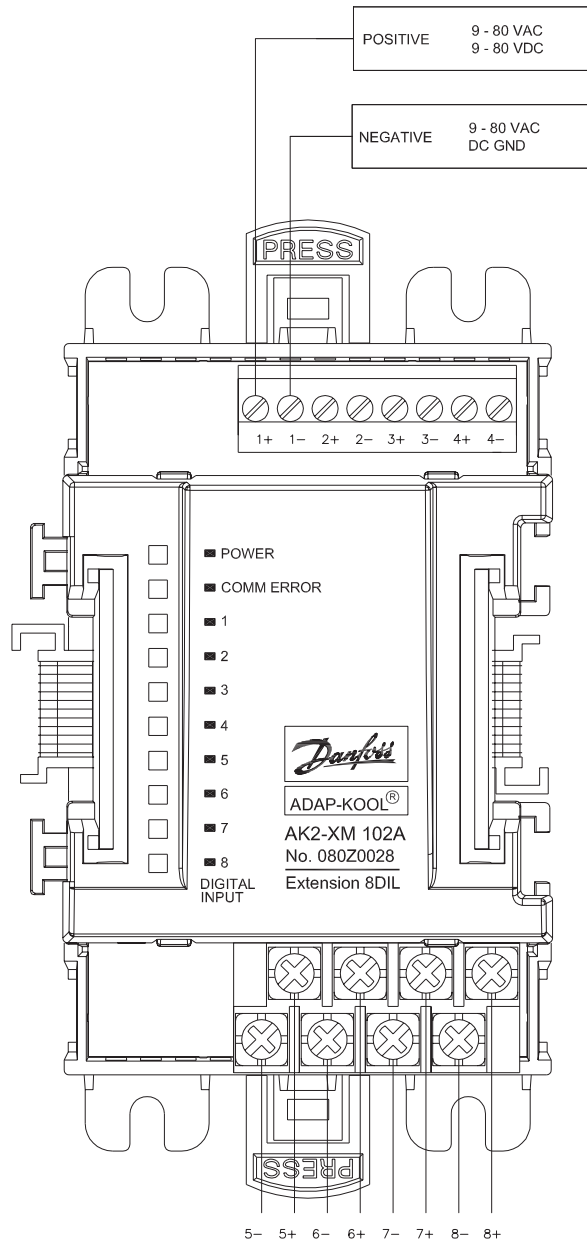 POSITIVE 9 - 80 VAC
9 - 80 VDC
NEGATIVE 9 - 80 VAC
DC GND
PRESS
1+ 1- 2+ 2- 3+ 3- 4+ 4-
POWER
COMM ERROR
1
2
3
4
5
6
7
8
DIGITAL
INPUT
Danfoss
ADAP-KOOL®
AK2-XM 102A
No. 080Z0028
Extension 8DIL
PRESS
5- 5+ 6- 6+ 7- 7+ 8- 8+